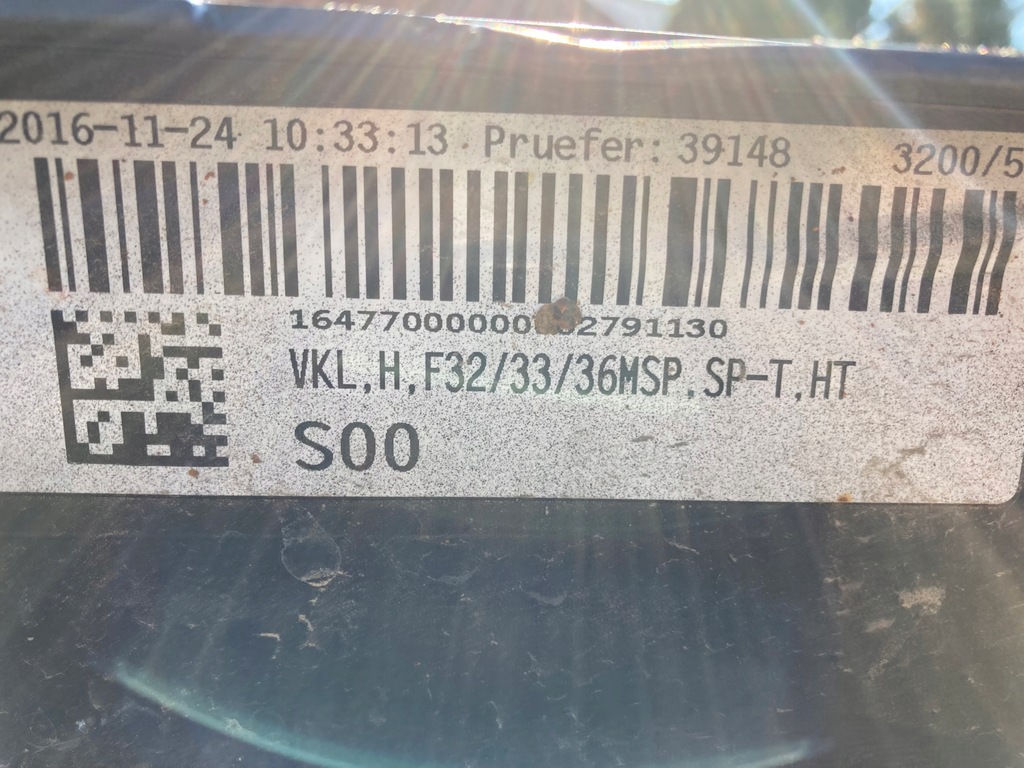 2016-11-24 10:33:13 Pruefer: 39148 3200/5
VKL,H,F32/33/36MSP,SP-T,HT
S00